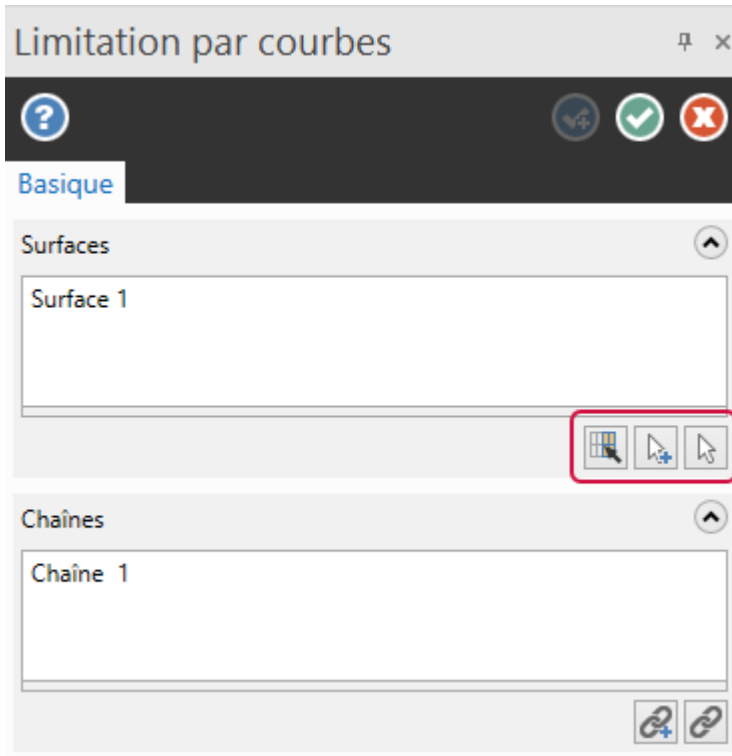 Limitation par courbes
Basique
Surfaces
Surface 1
Chaînes
Chaîne 1